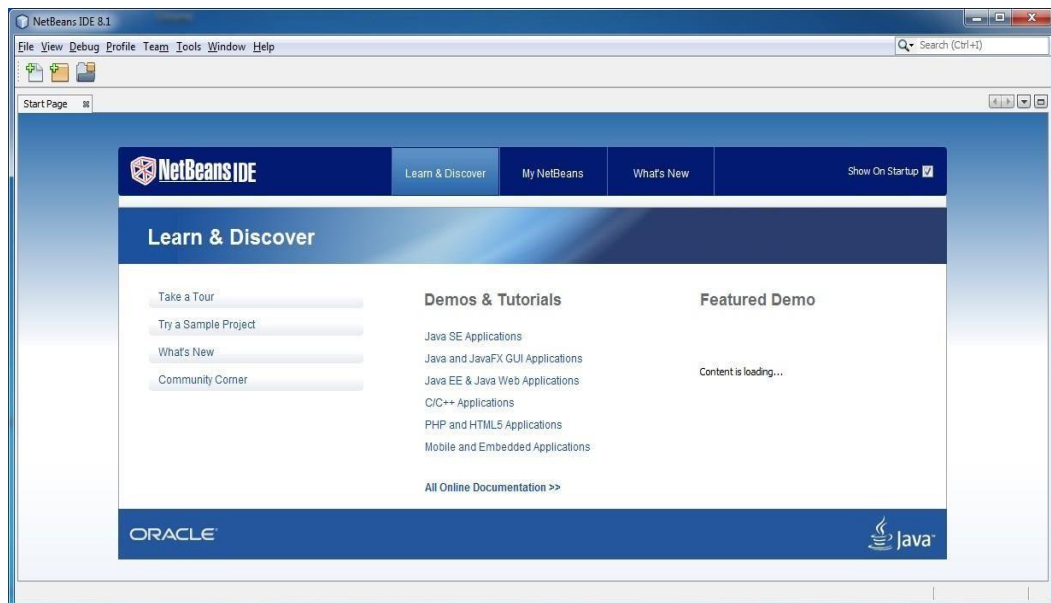 NetBeans IDE 8.1
File View Debug Profile Team Tools Window Help
Search (Ctrl+I)
Start Page
NetBeans IDE
Learn & Discover
My NetBeans
What's New
Show On Startup
Learn & Discover
Take a Tour
Try a Sample Project
What's New
Community Corner
Demos & Tutorials
Java SE Applications
Java and JavaFX GUI Applications
Java EE & Java Web Applications
C/C++ Applications
PHP and HTML5 Applications
Mobile and Embedded Applications
All Online Documentation >>
Featured Demo
Content is loading...
ORACLE
Java